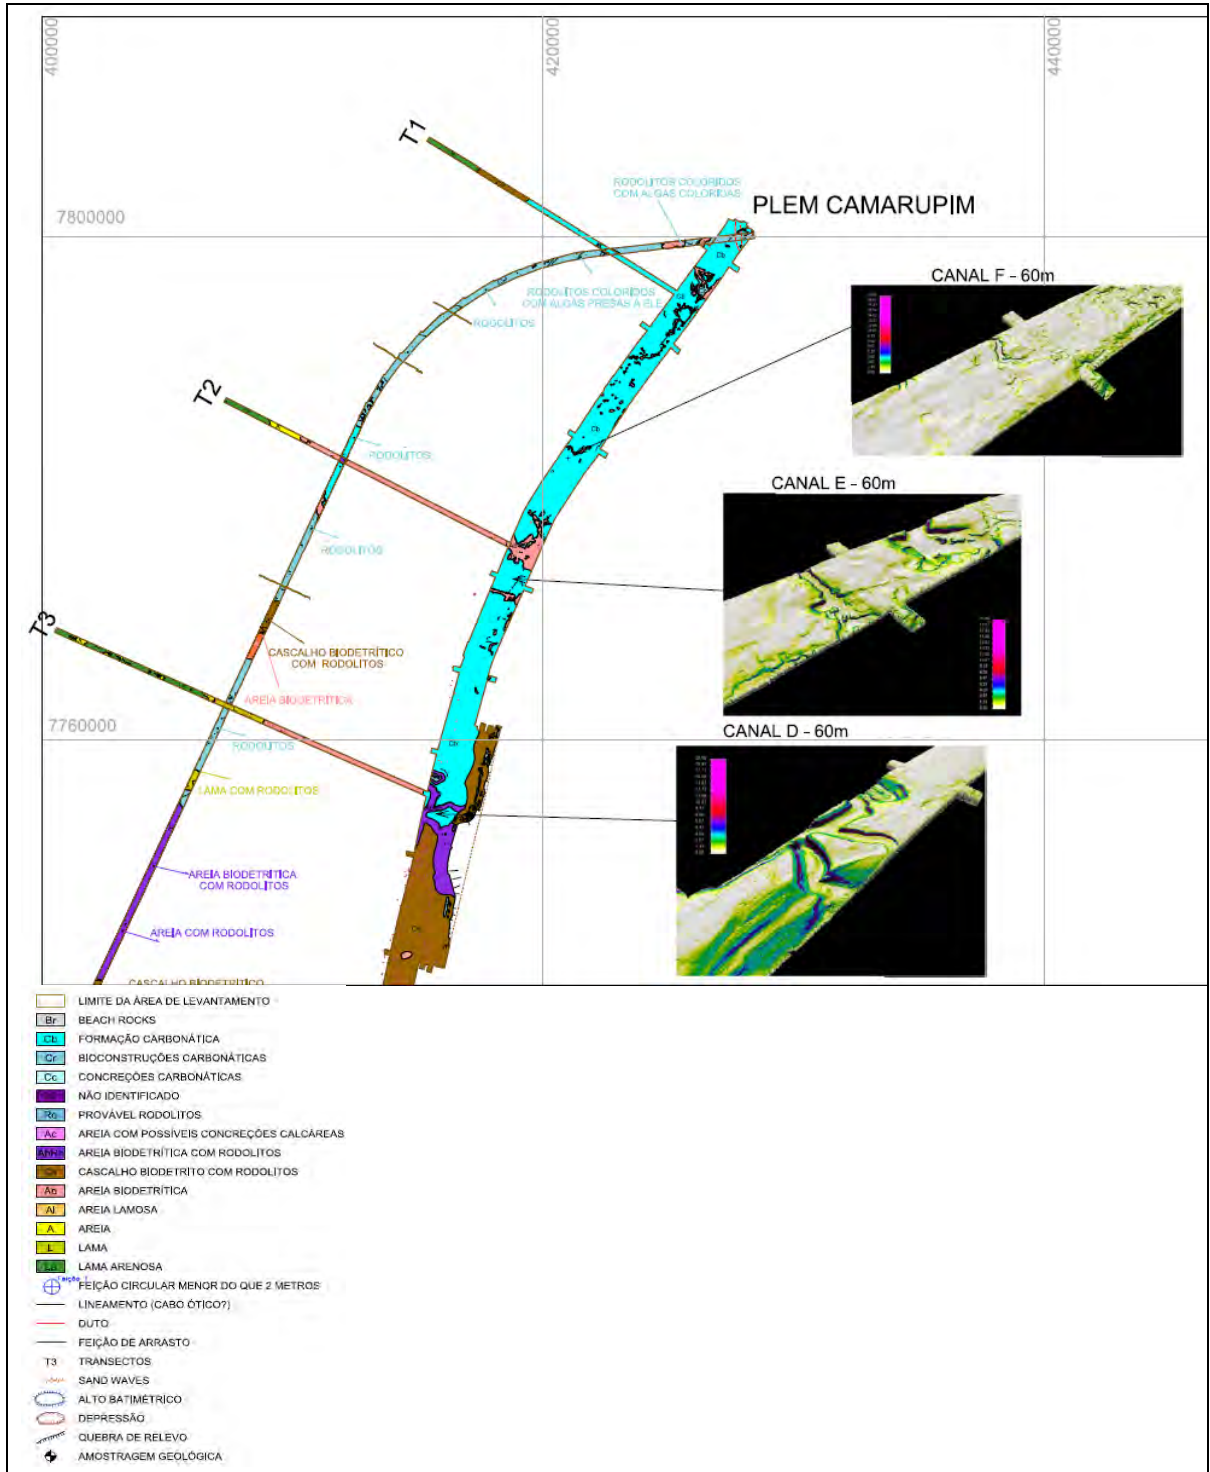 400000
420000
440000
T1
RODOLITOS COLORIDOS
COM ALGAS COLORIDAS
PLEM CAMARUPIM
7800000
CANAL F - 60m
RODOLITOS COLORIDOS
COM ALGAS PRESAS A ELE
RODOLITOS
T2
RODOLITOS
CANAL E - 60m
RODOLITOS
T3
CASCALHO BIODETRÍTICO
COM RODOLITOS
AREIA BIODETRÍTICA
7760000
RODOLITOS
CANAL D - 60m
LAMA COM RODOLITOS
AREIA BIODETRÍTICA
COM RODOLITOS
AREIA COM RODOLITOS
CASCALHO BIODETRÍTICO
LIMITE DA ÁREA DE LEVANTAMENTO
Br BEACH ROCKS
Cb FORMAÇÃO CARBONÁTICA
Cr BIOCONSTRUÇÕES CARBONÁTICAS
Cc CONCREÇÕES CARBONÁTICAS
NÃO IDENTIFICADO
Ro PROVÁVEL RODOLITOS
Ac AREIA COM POSSÍVEIS CONCREÇÕES CALCÁREAS
AREIA BIODETRÍTICA COM RODOLITOS
CASCALHO BIODETRITO COM RODOLITOS
Ab AREIA BIODETRÍTICA
Al AREIA LAMOSA
A AREIA
L LAMA
La LAMA ARENOSA
FEIÇÃO CIRCULAR MENOR DO QUE 2 METROS
LINEAMENTO (CABO ÓTICO?)
DUTO
FEIÇÃO DE ARRASTO
T3 TRANSECTOS
SAND WAVES
ALTO BATIMÉTRICO
DEPRESSÃO
QUEBRA DE RELEVO
AMOSTRAGEM GEOLÓGICA